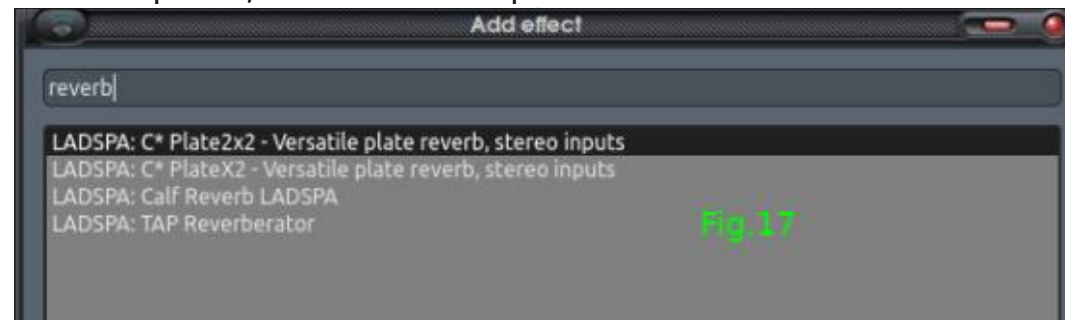 Add effect
reverb
LADSPA: C* Plate2x2 - Versatile plate reverb, stereo inputs
LADSPA: C* PlateX2 - Versatile plate reverb, stereo inputs
LADSPA: Calf Reverb LADSPA
LADSPA: TAP Reverberator
Fig.17